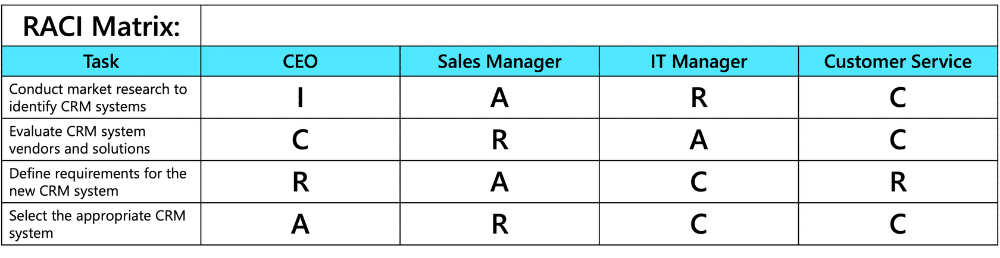 RACI Matrix:
Task CEO Sales Manager IT Manager Customer Service
Conduct market research to
identify CRM systems
I A R C
Evaluate CRM system
vendors and solutions
C R A C
Define requirements for the
new CRM system
R A C R
Select the appropriate CRM
system
A R C C